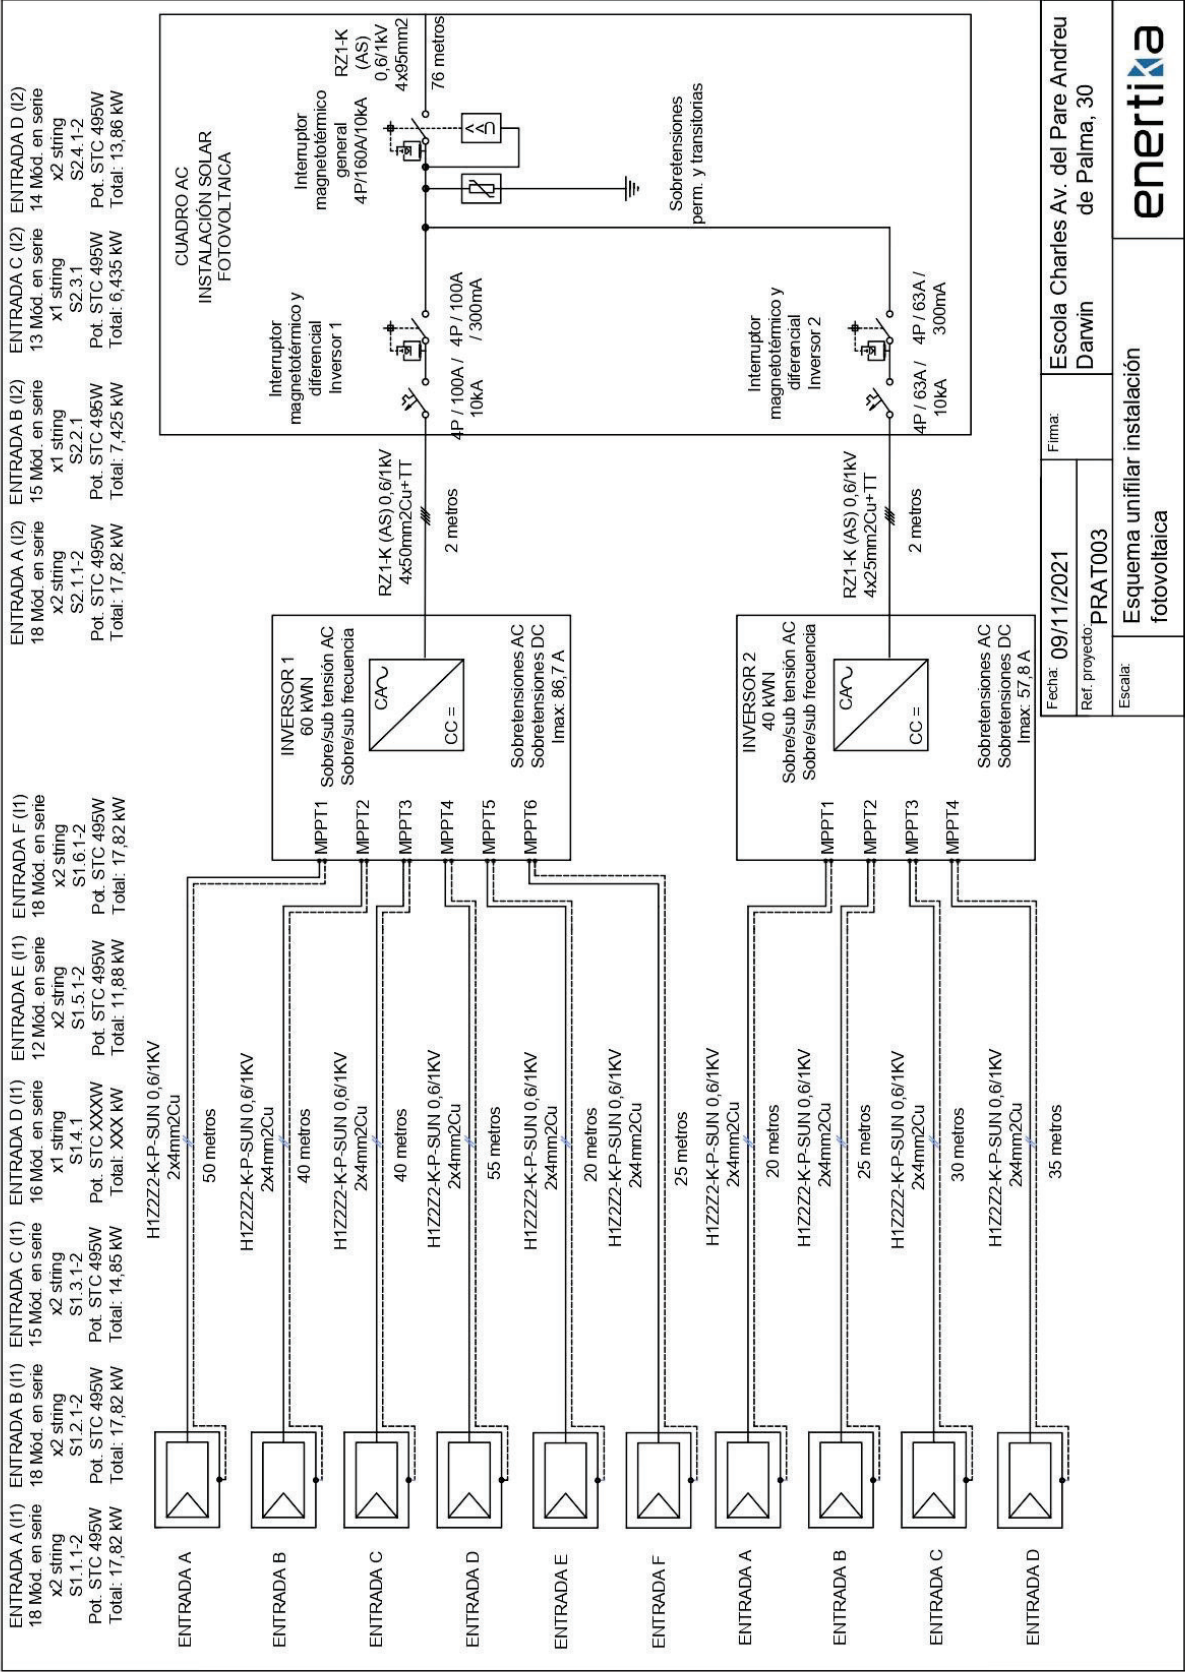 ENTRADA A (I1)
18 Mód. en serie
x2 string
S1.1.1-2
Pot. STC 495W
Total: 17,82 kW
ENTRADA B (I1)
18 Mód. en serie
x2 string
S1.2.1-2
Pot. STC 495W
Total: 17,82 kW
ENTRADA C (I1)
15 Mód. en serie
x2 string
S1.3.1-2
Pot. STC 495W
Total: 14,85 kW
ENTRADA D (I1)
16 Mód. en serie
x1 string
S1.4.1
Pot. STC XXXW
Total: XXX kW
ENTRADA E (I1)
12 Mód. en serie
x2 string
S1.5.1-2
Pot. STC 495W
Total: 11,88 kW
ENTRADA F (I1)
18 Mód. en serie
x2 string
S1.6.1-2
Pot. STC 495W
Total: 17,82 kW
ENTRADA A (I2)
18 Mód. en serie
x2 string
S2.1.1-2
Pot. STC 495W
Total: 17,82 kW
ENTRADA B (I2)
15 Mód. en serie
x1 string
S2.2.1
Pot. STC 495W
Total: 7,425 kW
ENTRADA C (I2)
13 Mód. en serie
x1 string
S2.3.1
Pot. STC 495W
Total: 6,435 kW
ENTRADA D (I2)
14 Mód. en serie
x2 string
S2.4.1-2
Pot. STC 495W
Total: 13,86 kW
ENTRADA A
H1Z2Z2-K-P-SUN 0,6/1KV
2x4mm2Cu
50 metros
ENTRADA B
H1Z2Z2-K-P-SUN 0,6/1KV
2x4mm2Cu
40 metros
ENTRADA C
H1Z2Z2-K-P-SUN 0,6/1KV
2x4mm2Cu
40 metros
ENTRADA D
H1Z2Z2-K-P-SUN 0,6/1KV
2x4mm2Cu
55 metros
ENTRADA E
H1Z2Z2-K-P-SUN 0,6/1KV
2x4mm2Cu
20 metros
ENTRADA F
H1Z2Z2-K-P-SUN 0,6/1KV
2x4mm2Cu
25 metros
ENTRADA A
H1Z2Z2-K-P-SUN 0,6/1KV
2x4mm2Cu
20 metros
ENTRADA B
H1Z2Z2-K-P-SUN 0,6/1KV
2x4mm2Cu
25 metros
ENTRADA C
H1Z2Z2-K-P-SUN 0,6/1KV
2x4mm2Cu
30 metros
ENTRADA D
H1Z2Z2-K-P-SUN 0,6/1KV
2x4mm2Cu
35 metros
INVERSOR 1
60 kWN
Sobre/sub tensión AC
Sobre/sub frecuencia
MPPT1
MPPT2
MPPT3
MPPT4
MPPT5
MPPT6
CA
CC =
Sobretensiones AC
Sobretensiones DC
Imax: 86,7 A
INVERSOR 2
40 kWN
Sobre/sub tensión AC
Sobre/sub frecuencia
MPPT1
MPPT2
MPPT3
MPPT4
CA
CC =
Sobretensiones AC
Sobretensiones DC
Imax: 57,8 A
RZ1-K (AS) 0,6/1kV
4x50mm2Cu+TT
2 metros
RZ1-K (AS) 0,6/1kV
4x25mm2Cu+TT
2 metros
CUADRO AC
INSTALACIÓN SOLAR
FOTOVOLTAICA
Interruptor
magnetotérmico y
diferencial
Inversor 1
4P / 100A /
10kA
4P / 100A
/ 300mA
Interruptor
magnetotérmico
general
4P/160A/10kA
RZ1-K
(AS)
0,6/1kV
4x95mm2
76 metros
Sobretensiones
perm. y transitorias
Interruptor
magnetotérmico y
diferencial
Inversor 2
4P / 63A /
10kA
4P / 63A /
300mA
Fecha: 09/11/2021
Firma:
Escola Charles
Darwin
Av. del Pare Andreu
de Palma, 30
Ref. proyecto:
PRAT003
Escala:
Esquema unifilar instalación
fotovoltaica
enertika